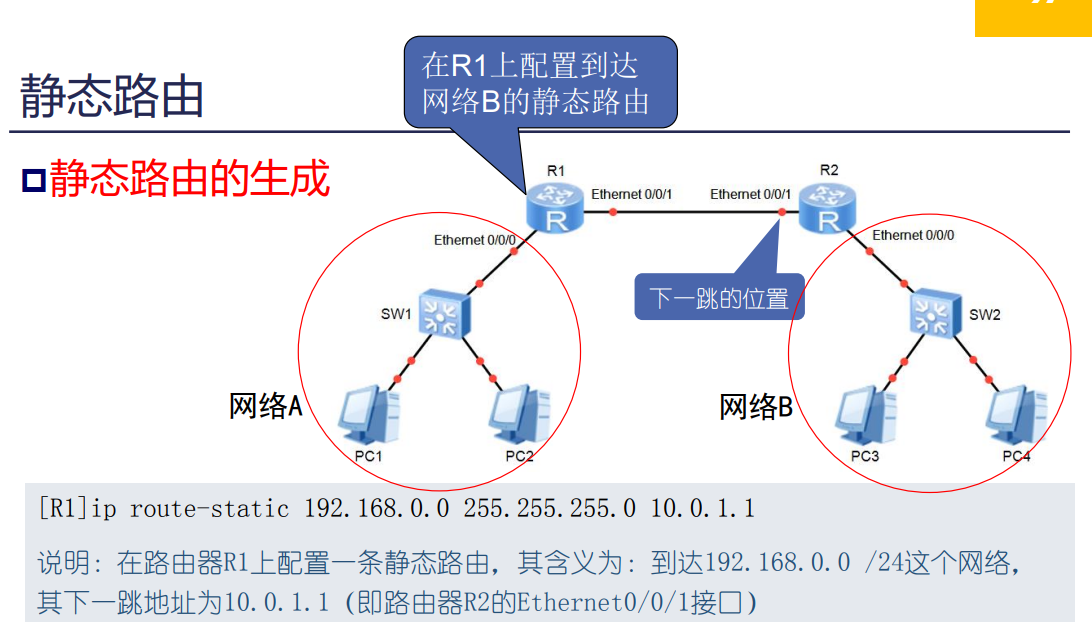 在R1上配置到达
网络B的静态路由
静态路由
静态路由的生成
R1
R2
Ethernet 0/0/1
Ethernet 0/0/1
Ethernet 0/0/0
Ethernet 0/0/0
下一跳的位置
SW1
SW2
网络A
网络B
PC1
PC2
PC3
PC4
[R1]ip route-static 192.168.0.0 255.255.255.0 10.0.1.1
说明：在路由器R1上配置一条静态路由，其含义为：到达192.168.0.0 /24这个网络，
其下一跳地址为10.0.1.1（即路由器R2的Ethernet0/0/1接口）